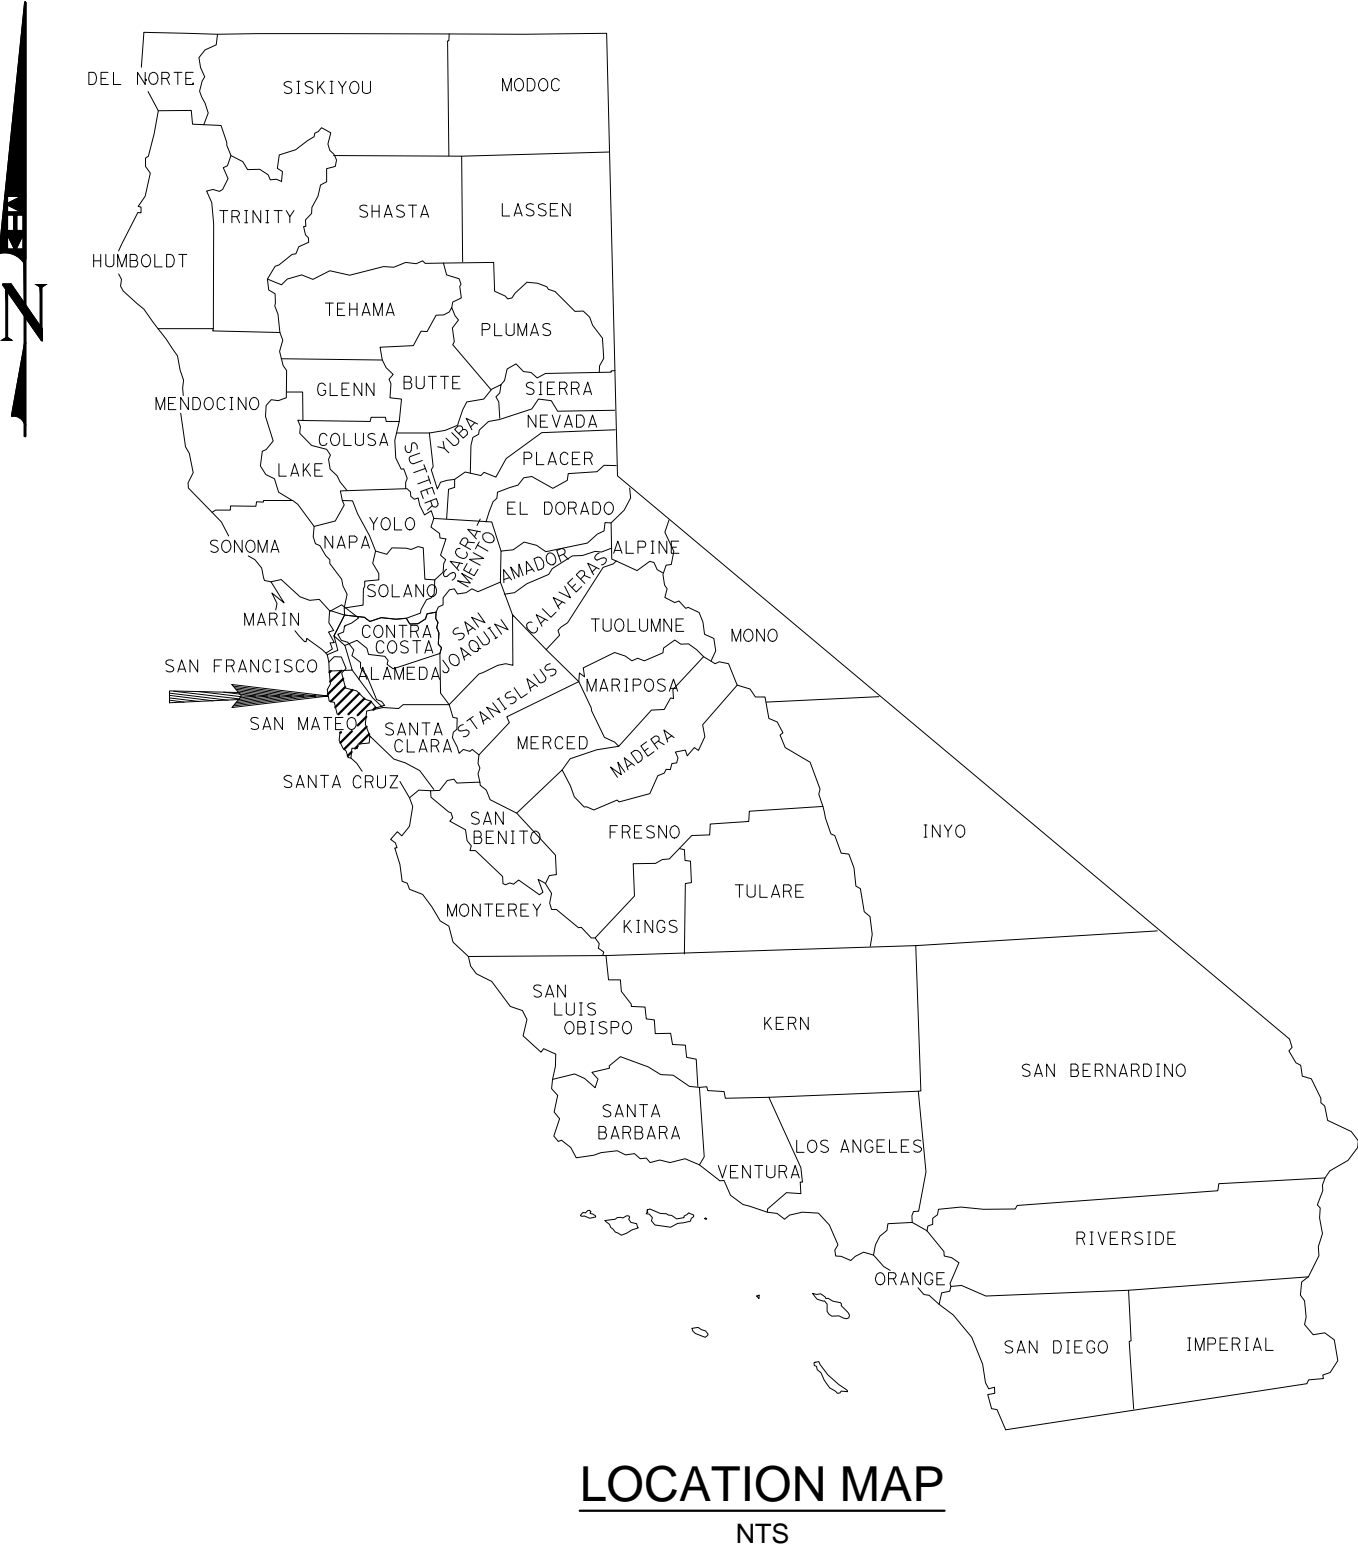 DEL NORTE
SISKIYOU
MODOC
TRINITY
SHASTA
LASSEN
HUMBOLDT
N
TEHAMA
PLUMAS
MENDOCINO
GLENN
BUTTE
SIERRA
NEVADA
COLUSA
YUBA
SUTTER
PLACER
LAKE
EL DORADO
YOLO
SONOMA
NAPA
SACRA-
MENTO
ALPINE
AMADOR
SOLANO
CALAVERAS
MARIN
CONTRA
COSTA
SAN
JOAQUIN
TUOLUMNE
MONO
SAN FRANCISCO
ALAMEDA
STANISLAUS
MARIPOSA
SAN MATEO
SANTA
CLARA
MERCED
MADERA
SANTA CRUZ
SAN
BENITO
FRESNO
INYO
TULARE
MONTEREY
KINGS
SAN
LUIS
OBISPO
KERN
SAN BERNARDINO
SANTA
BARBARA
VENTURA
LOS ANGELES
RIVERSIDE
ORANGE
SAN DIEGO
IMPERIAL
LOCATION MAP
NTS